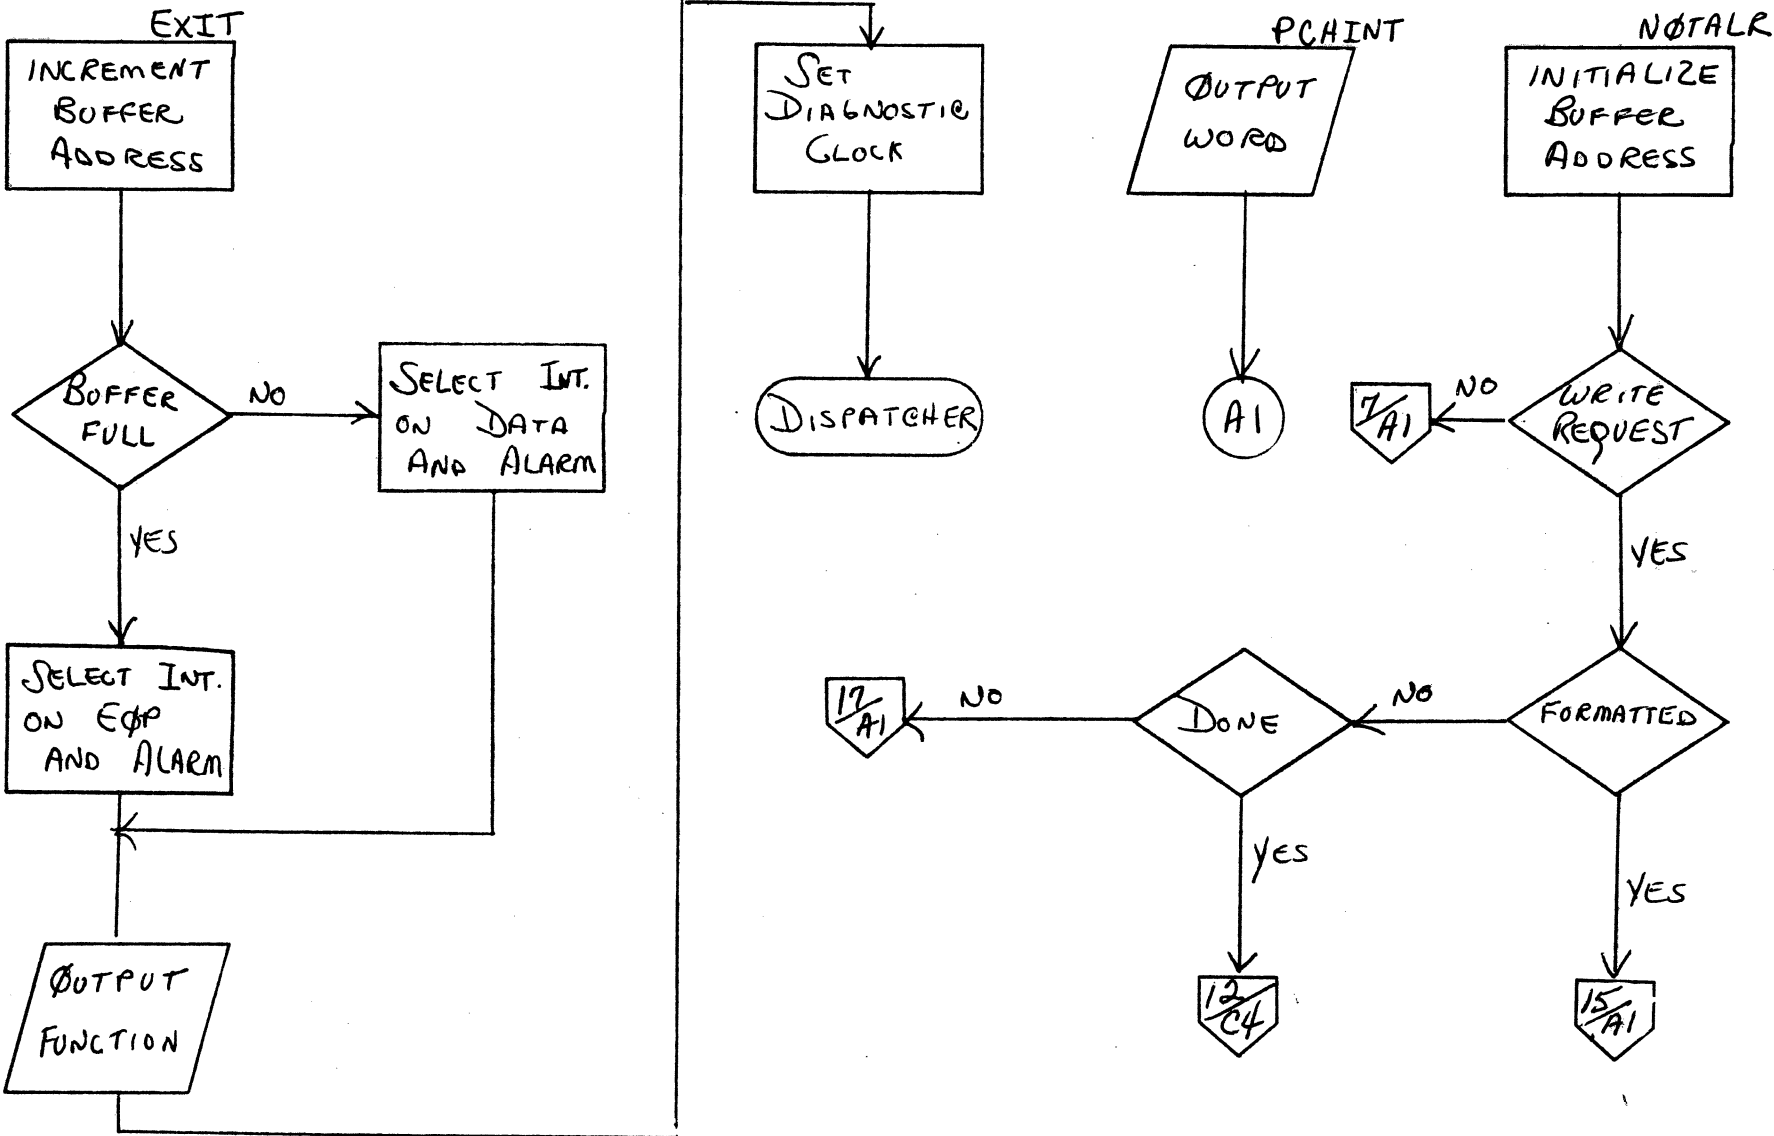 EXIT
INCREMENT
BUFFER
ADDRESS
BUFFER
FULL
NO
SELECT INT.
ON DATA
AND ALARM
YES
SELECT INT.
ON EØP
AND ALARM
ØUTPUT
FUNCTION
SET
DIAGNOSTIC
CLOCK
DISPATCHER
PCHINT
ØUTPUT
WORD
A1
NØTALR
INITIALIZE
BUFFER
ADDRESS
WRITE
REQUEST
NO
7/A1
YES
FORMATTED
NO
DONE
NO
17/A1
YES
12/C4
YES
15/A1